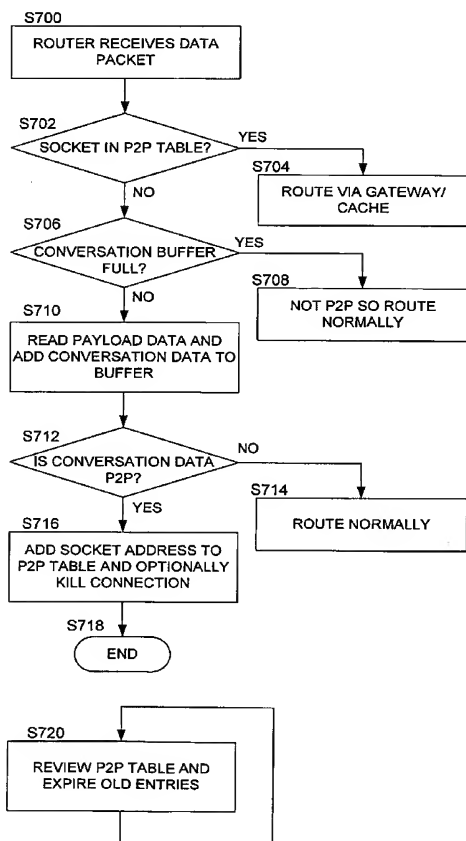 S700
ROUTER RECEIVES DATA
PACKET
S702
SOCKET IN P2P TABLE?
YES
NO
S704
ROUTE VIA GATEWAY/
CACHE
S706
CONVERSATION BUFFER
FULL?
YES
NO
S708
NOT P2P SO ROUTE
NORMALLY
S710
READ PAYLOAD DATA AND
ADD CONVERSATION DATA TO
BUFFER
S712
IS CONVERSATION DATA
P2P?
NO
YES
S714
ROUTE NORMALLY
S716
ADD SOCKET ADDRESS TO
P2P TABLE AND OPTIONALLY
KILL CONNECTION
S718
END
S720
REVIEW P2P TABLE AND
EXPIRE OLD ENTRIES